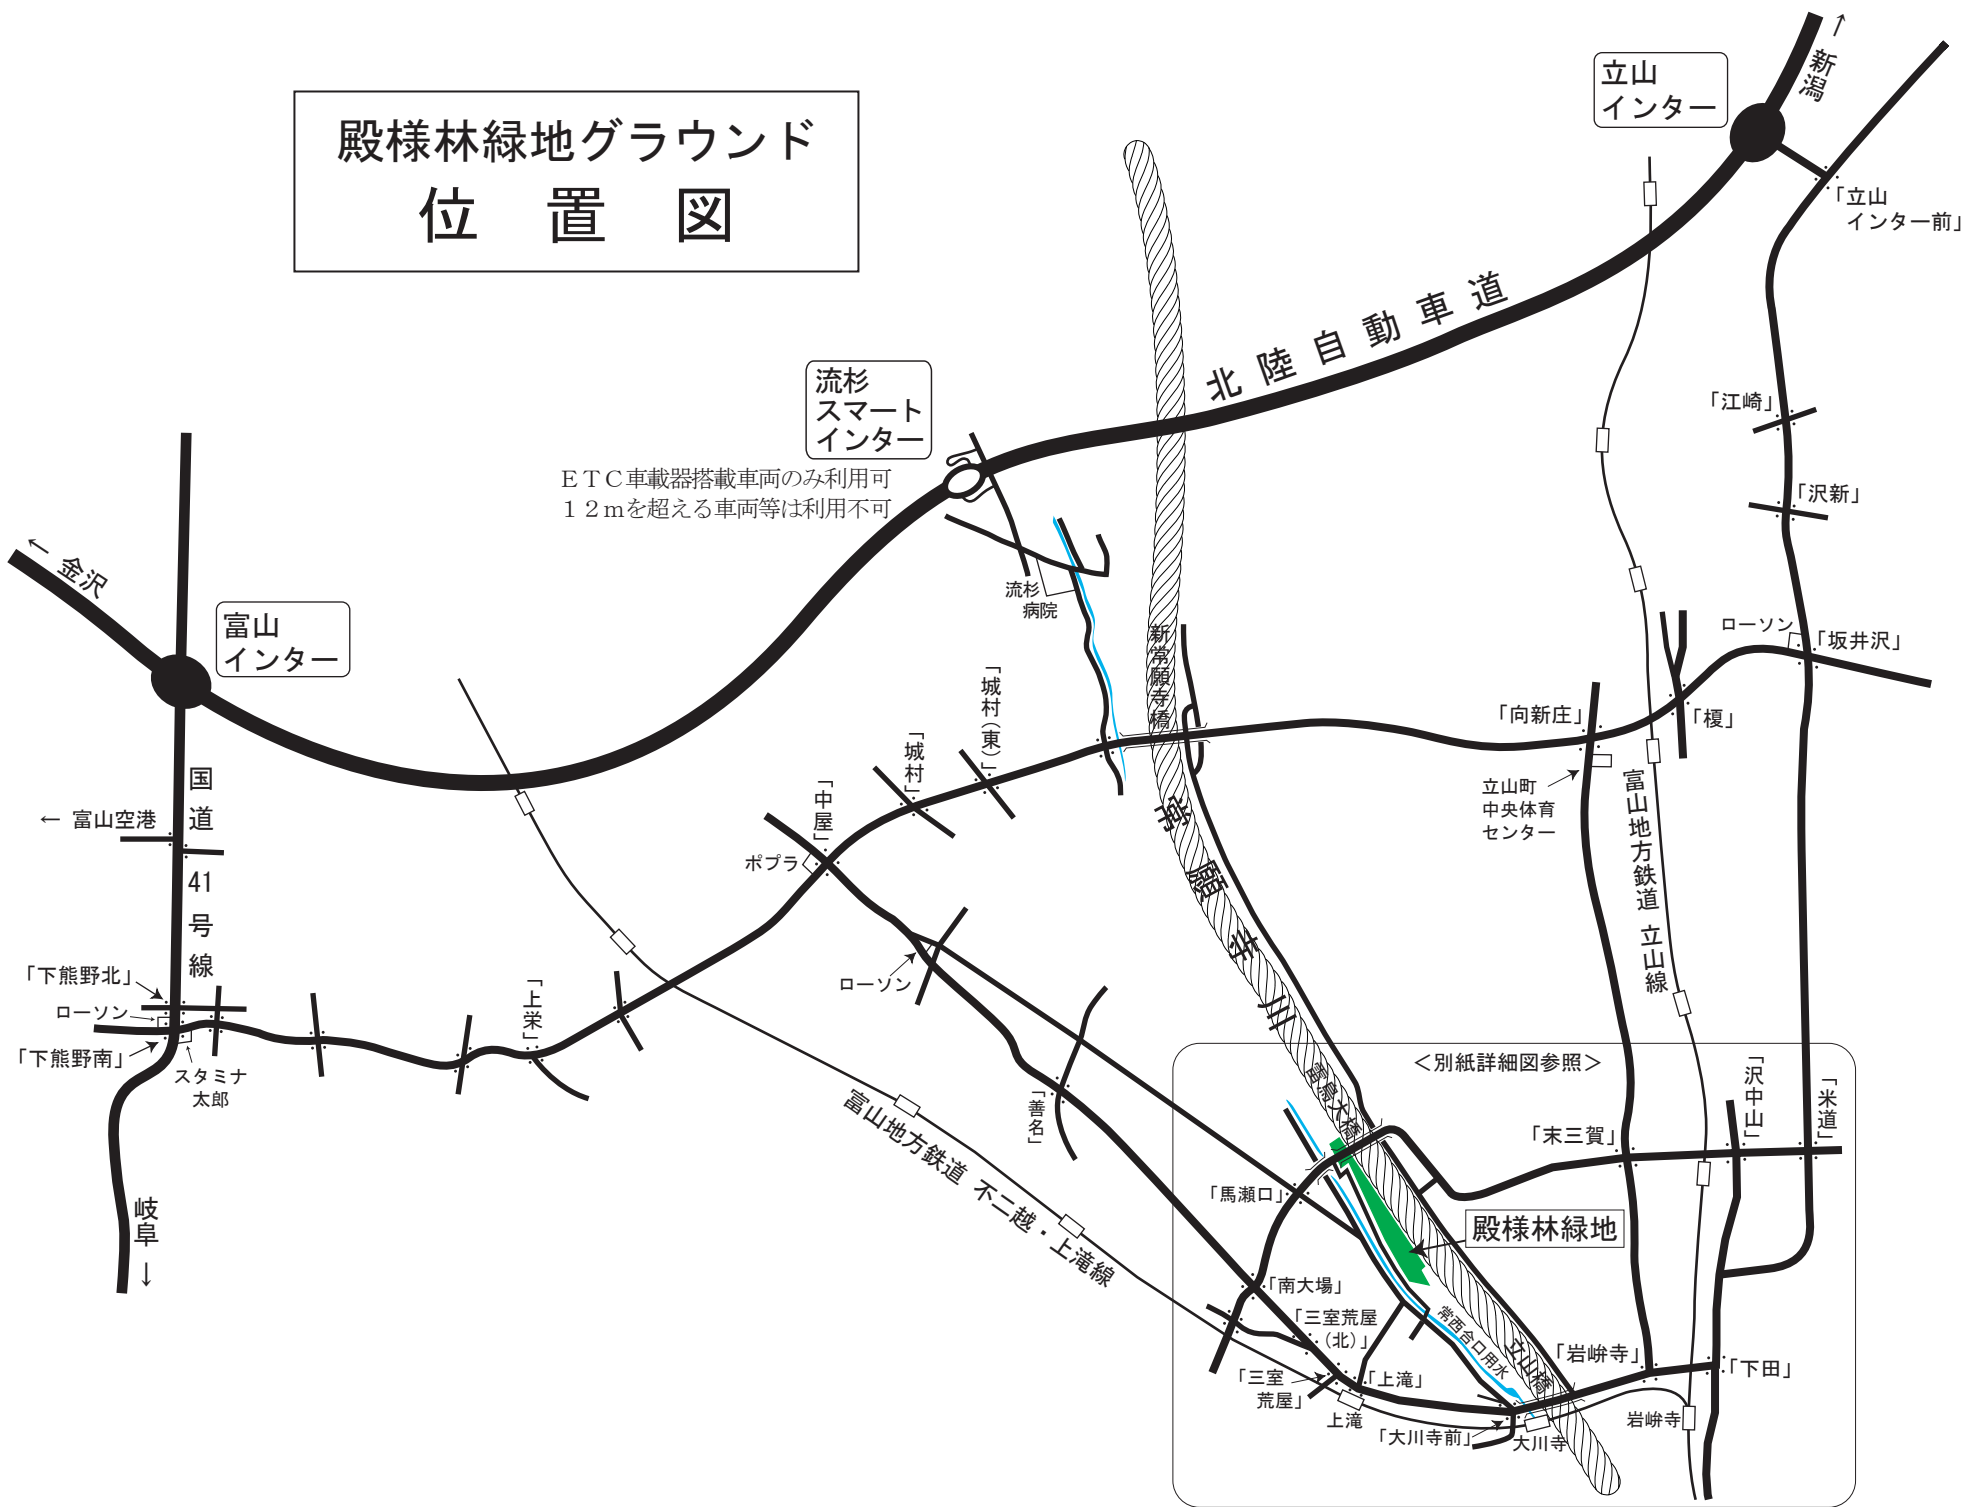 殿様林緑地グラウンド
位置図
立山
インター
↑
新潟
「立山
インター前」
北陸自動車道
流杉
スマート
インター
ETC車載器搭載車両のみ利用可
12mを超える車両等は利用不可
「江崎」
「沢新」
← 金沢
流杉
病院
富山
インター
新常願寺橋
ローソン
「坂井沢」
「城村(東)」
「城村」
「向新庄」
「榎」
国道41号線
← 富山空港
「中屋」
ポプラ
立山町
中央体育
センター
富山地方鉄道 立山線
常願寺川
「下熊野北」
ローソン
「下熊野南」
スタミナ
太郎
「上栄」
ローソン
<別紙詳細図参照>
雷鳥大橋
「沢中山」
「米道」
富山地方鉄道 不二越・上滝線
「善名」
「末三賀」
「馬瀬口」
殿様林緑地
岐阜
↓
「南大場」
「三室荒屋
(北)」
常西合口用水
立山橋
「岩峅寺」
「下田」
「三室
荒屋」
「上滝」
上滝
「大川寺前」
大川寺
岩峅寺